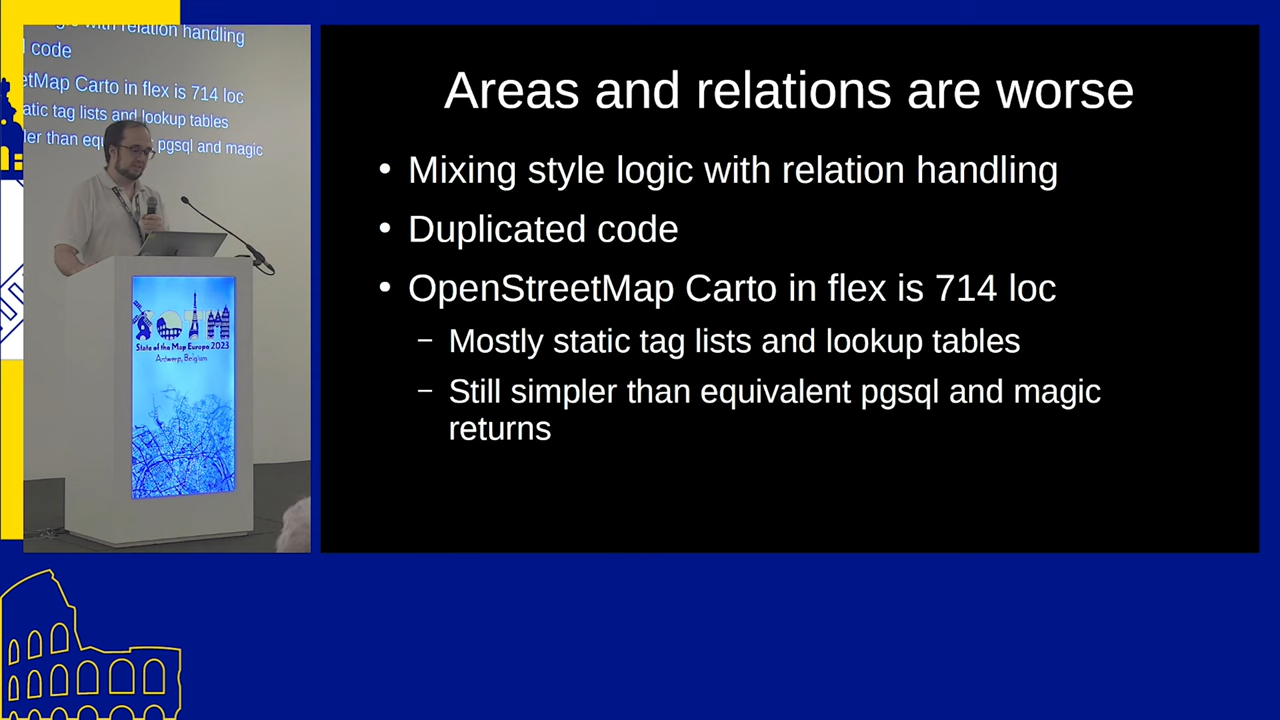 gic with relation handling
code
etMap Carto in flex is 714 loc
atic tag lists and lookup tables
ler than equ pgsql and magic
SOTM
State of the Map Europe 2023
Antwerp, Belgium
Areas and relations are worse
• Mixing style logic with relation handling
• Duplicated code
• OpenStreetMap Carto in flex is 714 loc
– Mostly static tag lists and lookup tables
– Still simpler than equivalent pgsql and magic
returns